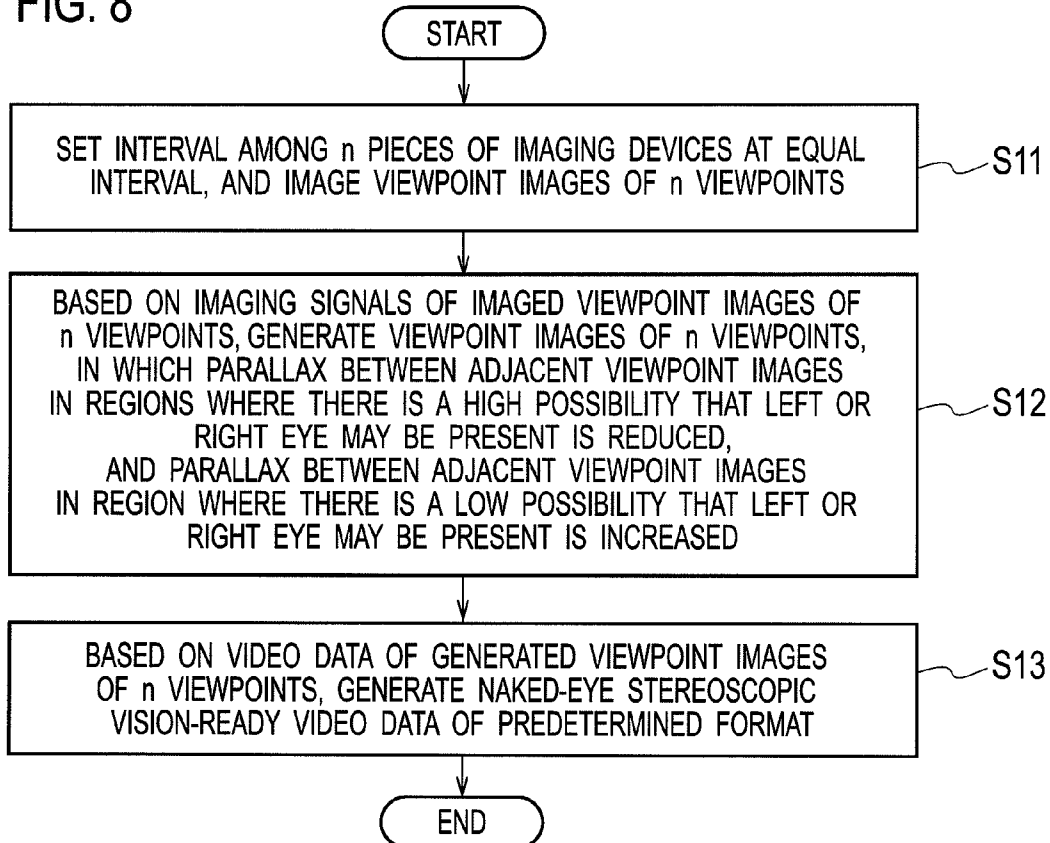 FIG. 8
START
SET INTERVAL AMONG n PIECES OF IMAGING DEVICES AT EQUAL
INTERVAL, AND IMAGE VIEWPOINT IMAGES OF n VIEWPOINTS
S11
BASED ON IMAGING SIGNALS OF IMAGED VIEWPOINT IMAGES OF
n VIEWPOINTS, GENERATE VIEWPOINT IMAGES OF n VIEWPOINTS,
IN WHICH PARALLAX BETWEEN ADJACENT VIEWPOINT IMAGES
IN REGIONS WHERE THERE IS A HIGH POSSIBILITY THAT LEFT OR
RIGHT EYE MAY BE PRESENT IS REDUCED,
AND PARALLAX BETWEEN ADJACENT VIEWPOINT IMAGES
IN REGION WHERE THERE IS A LOW POSSIBILITY THAT LEFT OR
RIGHT EYE MAY BE PRESENT IS INCREASED
S12
BASED ON VIDEO DATA OF GENERATED VIEWPOINT IMAGES
OF n VIEWPOINTS, GENERATE NAKED-EYE STEREOSCOPIC
VISION-READY VIDEO DATA OF PREDETERMINED FORMAT
S13
END